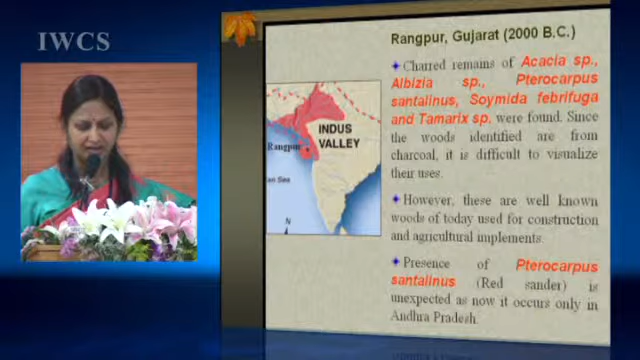 IWCS
Rangpur, Gujarat (2000 B.C.)
Charred remains of Acacia sp.,
Albizia sp., Pterocarpus
santalinus, Soymida febrifuga
and Tamarix sp. were found. Since
the woods identified are from
charcoal, it is difficult to visualize
their uses.
However, these are well known
woods of today used for construction
and agricultural implements.
Presence of Pterocarpus
santalinus (Red sander) is
unexpected as now it occurs only in
Andhra Pradesh.
INDUS
VALLEY
Rangpur
Sea
N